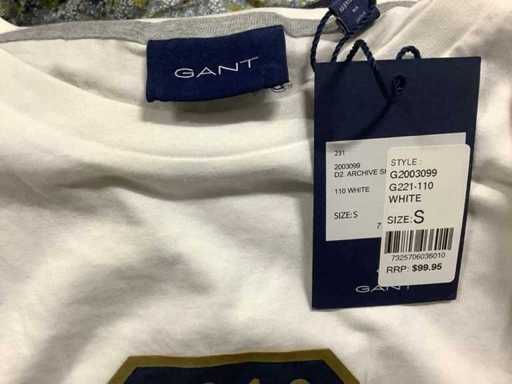 GANT
231
2003099
D2. ARCHIVE
110 WHITE
SIZE:S
STYLE :
G2003099
G221-110
WHITE
SIZE: S
7325706036010
RRP: $99.95
GANT